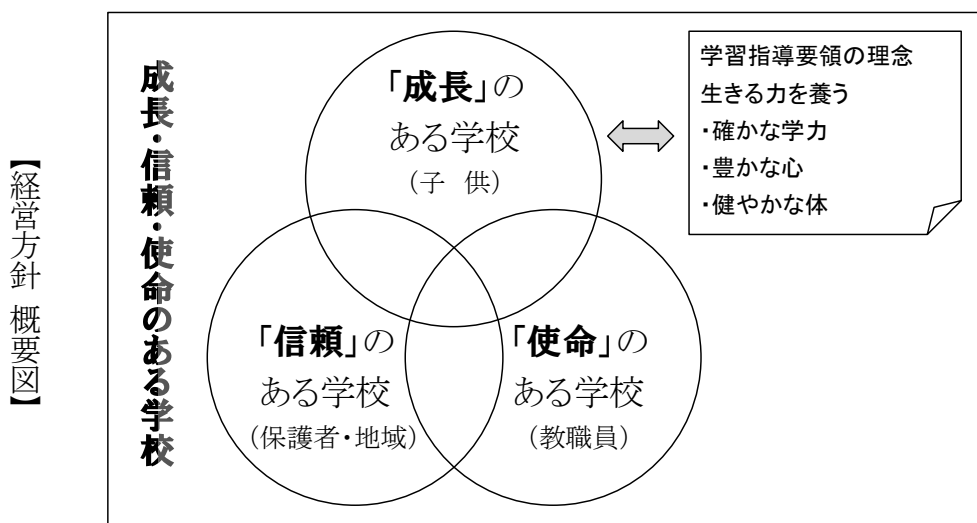 【経営方針 概要図】
成長・信頼・使命のある学校
「成長」の
ある学校
（子 供）
「信頼」の
ある学校
（保護者・地域）
「使命」の
ある学校
（教職員）
学習指導要領の理念
生きる力を養う
・確かな学力
・豊かな心
・健やかな体